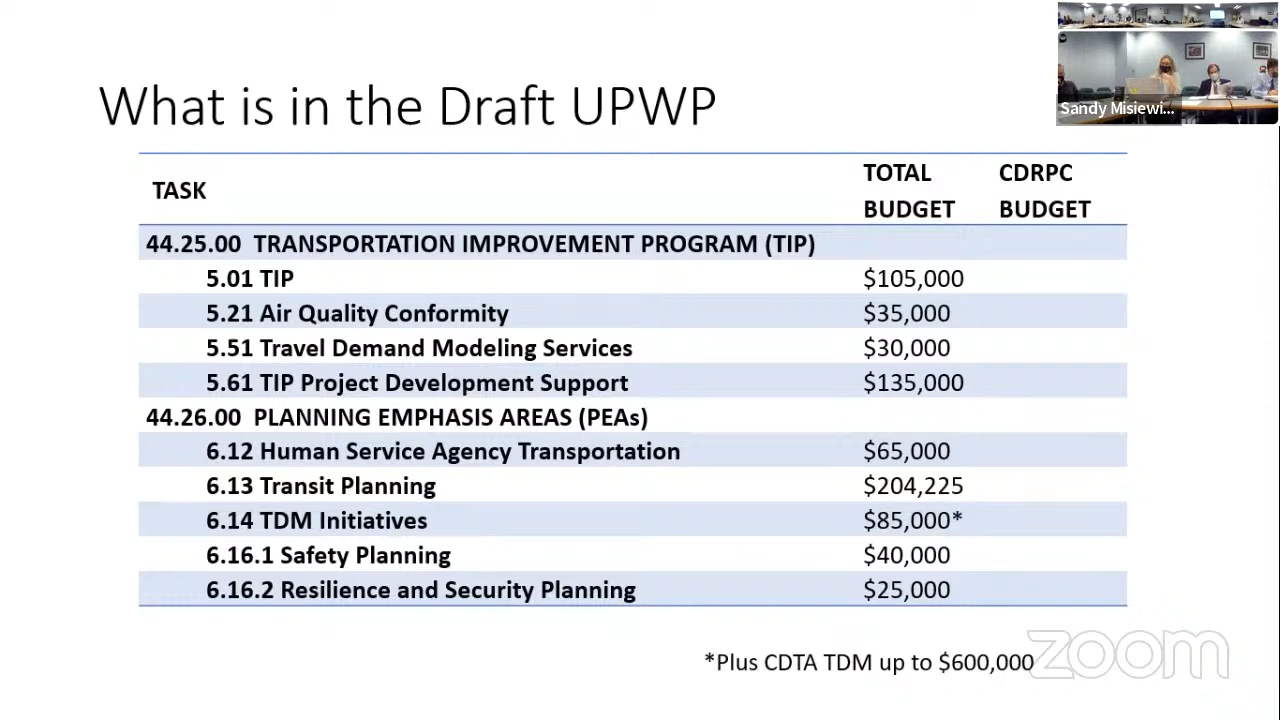 What is in the Draft UPWP
Sandy Misiewi...
TASK
TOTAL BUDGET
CDRPC BUDGET
44.25.00 TRANSPORTATION IMPROVEMENT PROGRAM (TIP)
5.01 TIP $105,000
5.21 Air Quality Conformity $35,000
5.51 Travel Demand Modeling Services $30,000
5.61 TIP Project Development Support $135,000
44.26.00 PLANNING EMPHASIS AREAS (PEAs)
6.12 Human Service Agency Transportation $65,000
6.13 Transit Planning $204,225
6.14 TDM Initiatives $85,000*
6.16.1 Safety Planning $40,000
6.16.2 Resilience and Security Planning $25,000
*Plus CDTA TDM up to $600,000
zoom